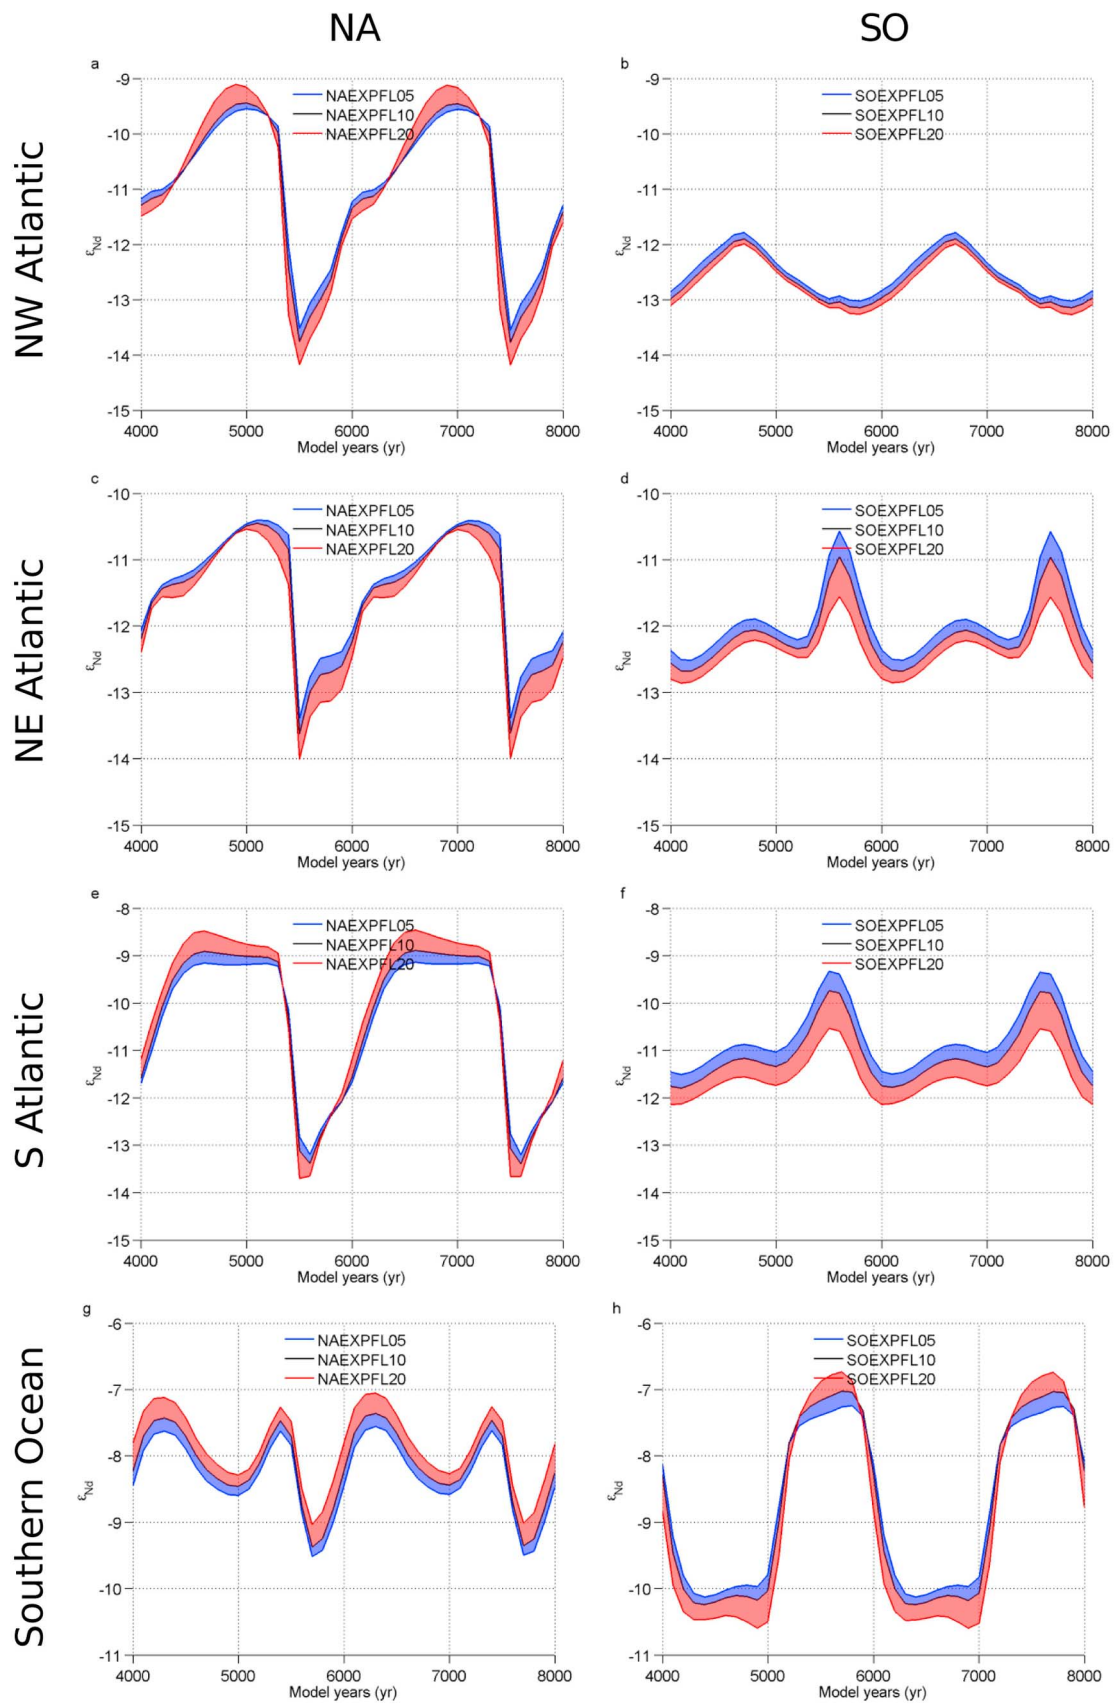 NA
SO
NW Atlantic
a
-9
-10
-11
-12
-13
-14
-15
εNd
NAEXPFL05
NAEXPFL10
NAEXPFL20
4000 5000 6000 7000 8000
Model years (yr)
b
-9
-10
-11
-12
-13
-14
-15
εNd
SOEXPFL05
SOEXPFL10
SOEXPFL20
4000 5000 6000 7000 8000
Model years (yr)
NE Atlantic
c
-10
-11
-12
-13
-14
-15
εNd
NAEXPFL05
NAEXPFL10
NAEXPFL20
4000 5000 6000 7000 8000
Model years (yr)
d
-10
-11
-12
-13
-14
-15
εNd
SOEXPFL05
SOEXPFL10
SOEXPFL20
4000 5000 6000 7000 8000
Model years (yr)
S Atlantic
e
-8
-9
-10
-11
-12
-13
-14
-15
εNd
NAEXPFL05
NAEXPFL10
NAEXPFL20
4000 5000 6000 7000 8000
Model years (yr)
f
-8
-9
-10
-11
-12
-13
-14
-15
εNd
SOEXPFL05
SOEXPFL10
SOEXPFL20
4000 5000 6000 7000 8000
Model years (yr)
Southern Ocean
g
-6
-7
-8
-9
-10
-11
εNd
NAEXPFL05
NAEXPFL10
NAEXPFL20
4000 5000 6000 7000 8000
Model years (yr)
h
-6
-7
-8
-9
-10
-11
εNd
SOEXPFL05
SOEXPFL10
SOEXPFL20
4000 5000 6000 7000 8000
Model years (yr)